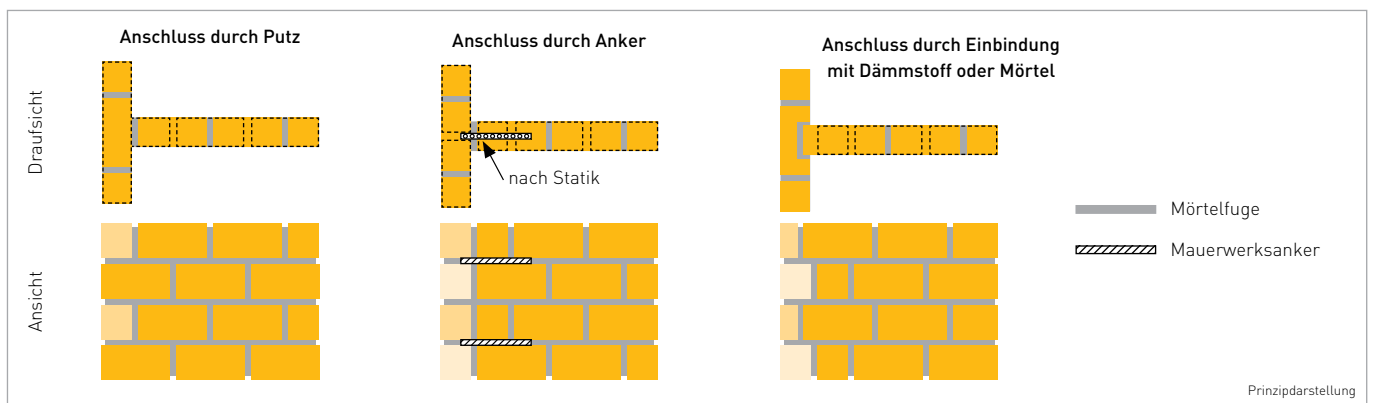 Anschluss durch Putz
Anschluss durch Anker
Anschluss durch Einbindung
mit Dämmstoff oder Mörtel
Draufsicht
nach Statik
Mörtelfuge
Mauerwerksanker
Ansicht
Prinzipdarstellung